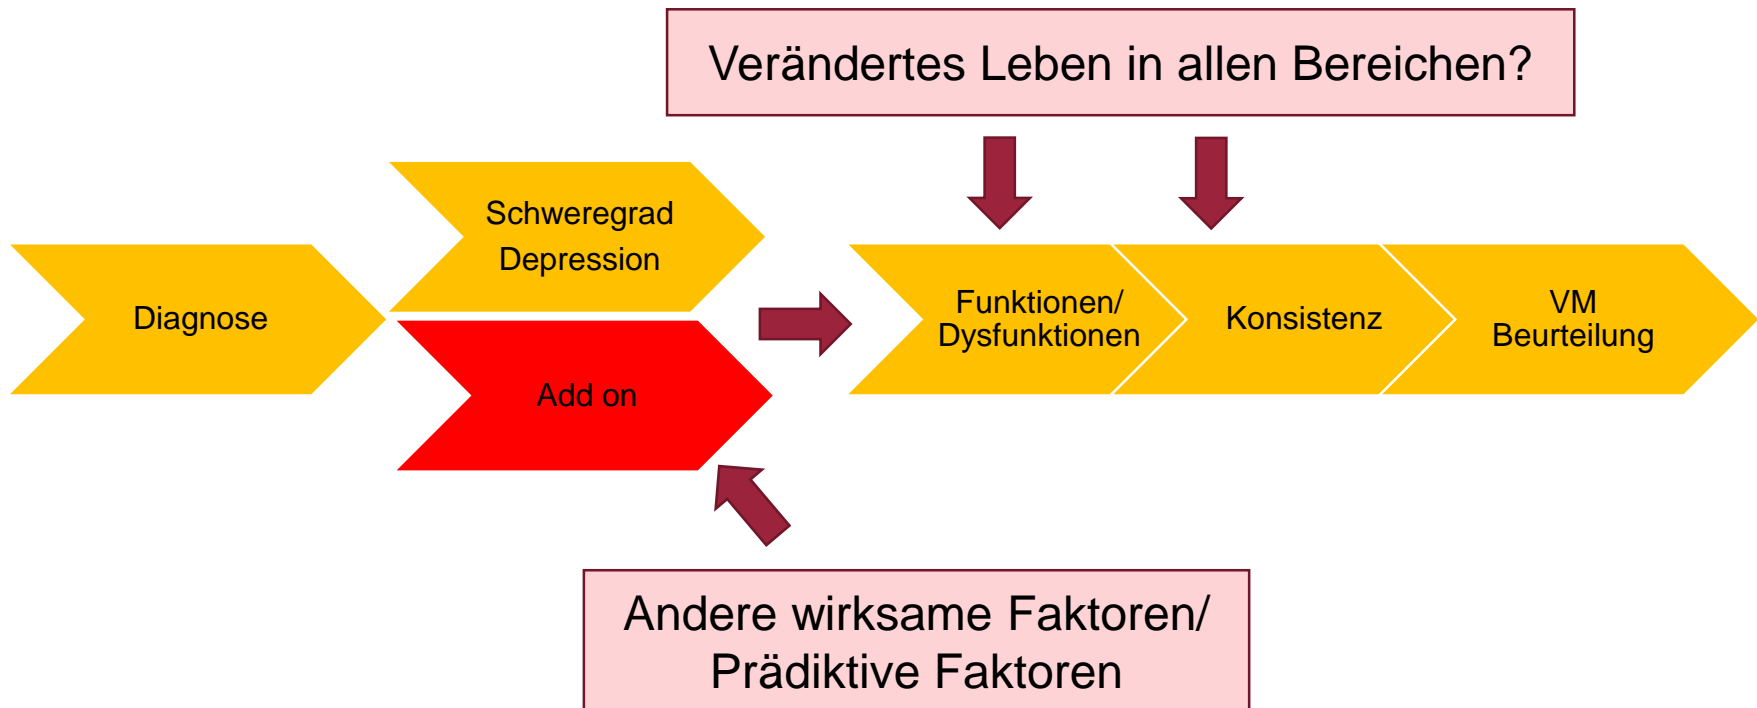 Verändertes Leben in allen Bereichen?
Diagnose
Schweregrad
Depression
Add on
Funktionen/
Dysfunktionen
Konsistenz
VM
Beurteilung
Andere wirksame Faktoren/
Prädiktive Faktoren